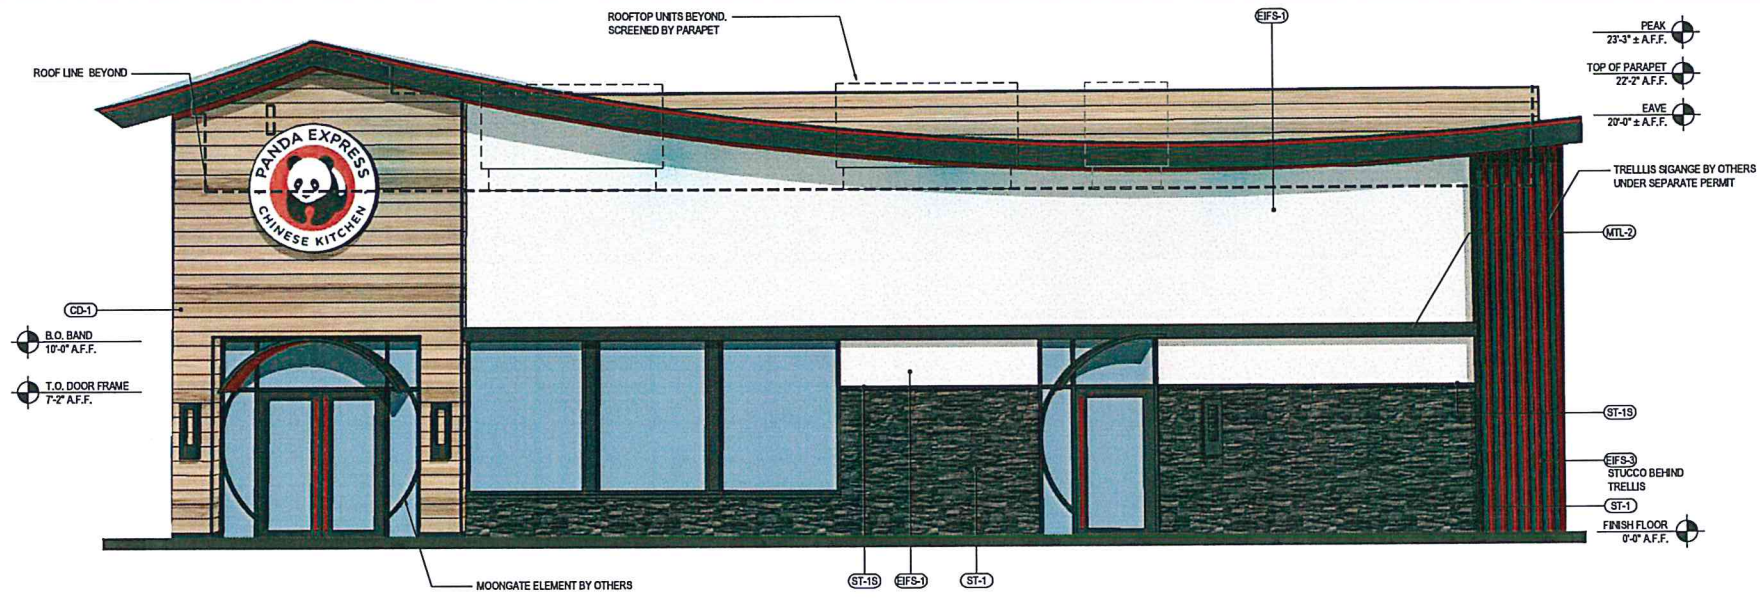 ROOFTOP UNITS BEYOND.
SCREENED BY PARAPET
EIFS-1
PEAK
23'-3" ± A.F.F.
ROOF LINE BEYOND
TOP OF PARAPET
22'-2" A.F.F.
EAVE
20'-0" ± A.F.F.
PANDA EXPRESS
CHINESE KITCHEN
TRELLLIS SIGANGE BY OTHERS
UNDER SEPARATE PERMIT
MTL-2
CD-1
B.O. BAND
10'-0" A.F.F.
T.O. DOOR FRAME
7'-2" A.F.F.
ST-1S
EIFS-3
STUCCO BEHIND
TRELLIS
ST-1
FINISH FLOOR
0'-0" A.F.F.
MOONGATE ELEMENT BY OTHERS
ST-1S
EIFS-1
ST-1